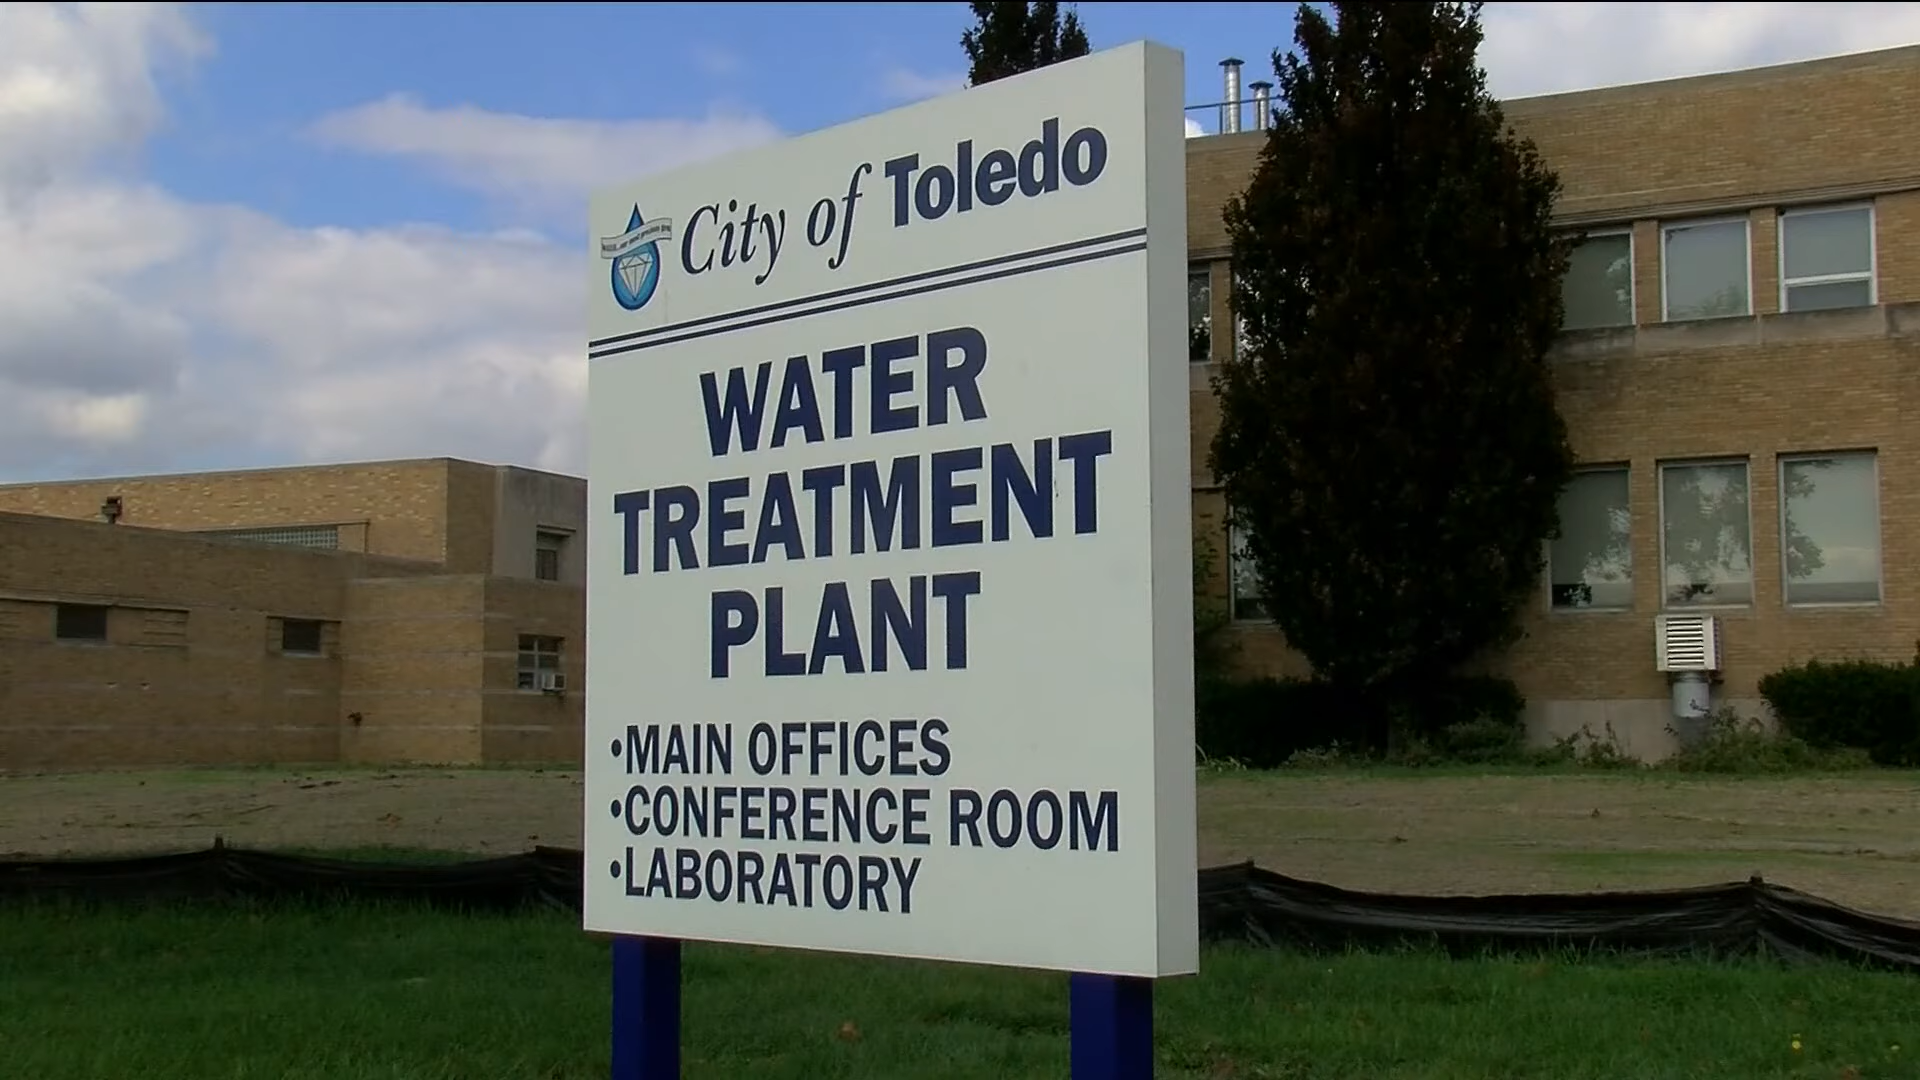 City of Toledo
WATER
TREATMENT
PLANT
•MAIN OFFICES
•CONFERENCE ROOM
•LABORATORY